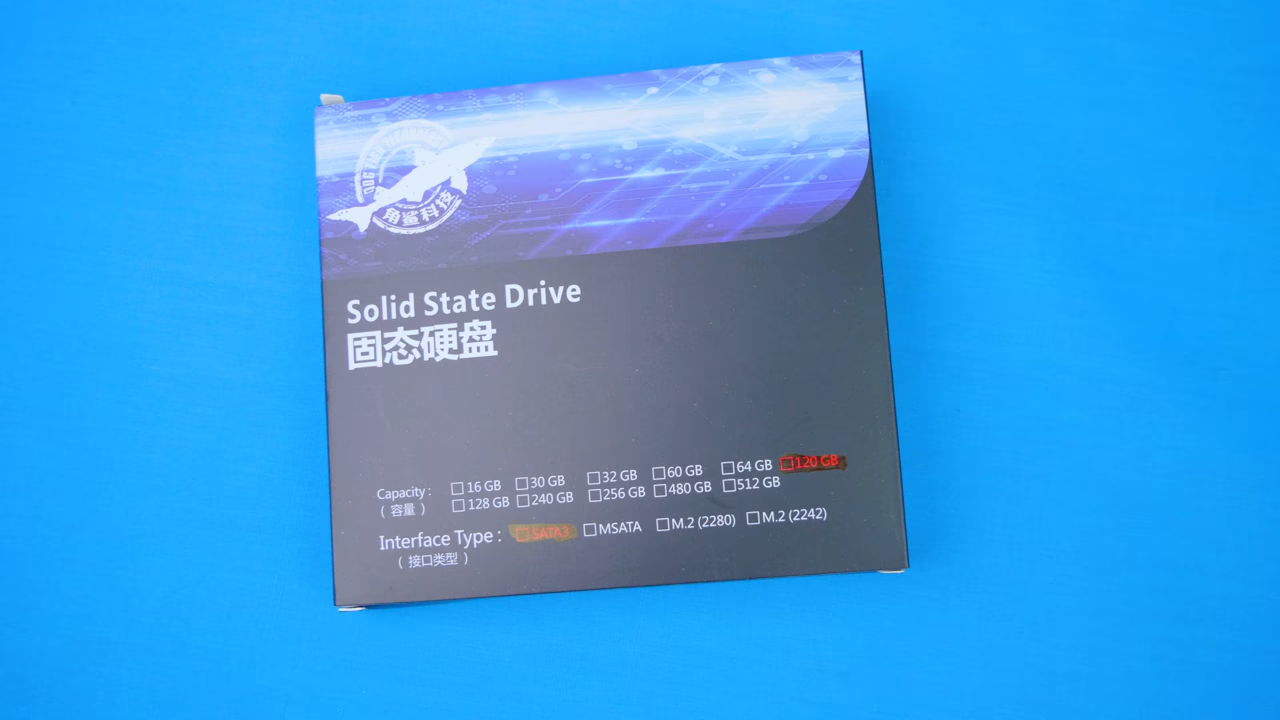 角鲨科技
Solid State Drive
固态硬盘
Capacity : □ 16 GB □ 30 GB □ 32 GB □ 60 GB □ 64 GB □ 120 GB
( 容量 ) □ 128 GB □ 240 GB □ 256 GB □ 480 GB □ 512 GB
Interface Type : □ SATA3 □ MSATA □ M.2 (2280) □ M.2 (2242)
( 接口类型 )